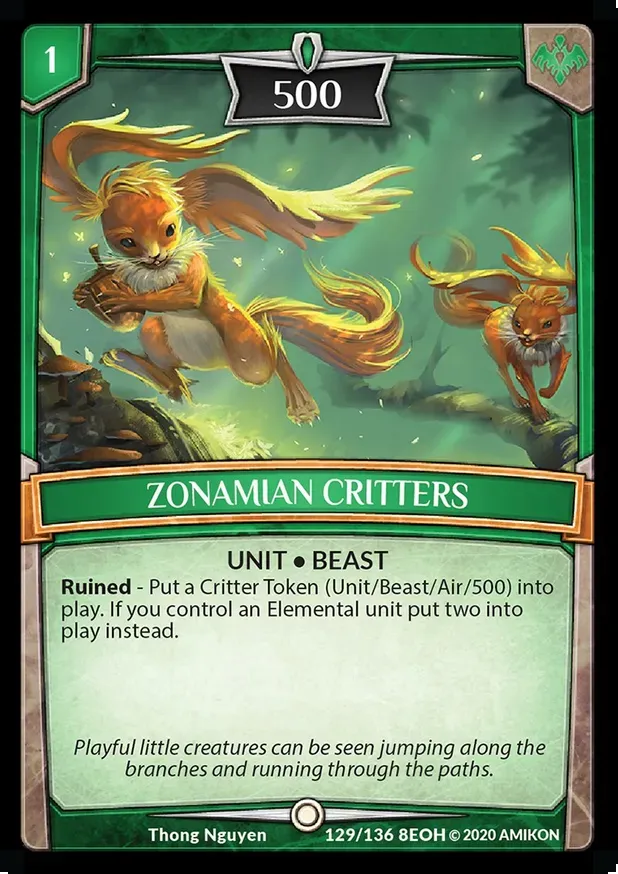 1
500
ZONAMIAN CRITTERS
UNIT • BEAST
Ruined - Put a Critter Token (Unit/Beast/Air/500) into
play. If you control an Elemental unit put two into
play instead.
Playful little creatures can be seen jumping along the
branches and running through the paths.
Thong Nguyen 129/136 8EOH © 2020 AMIKON